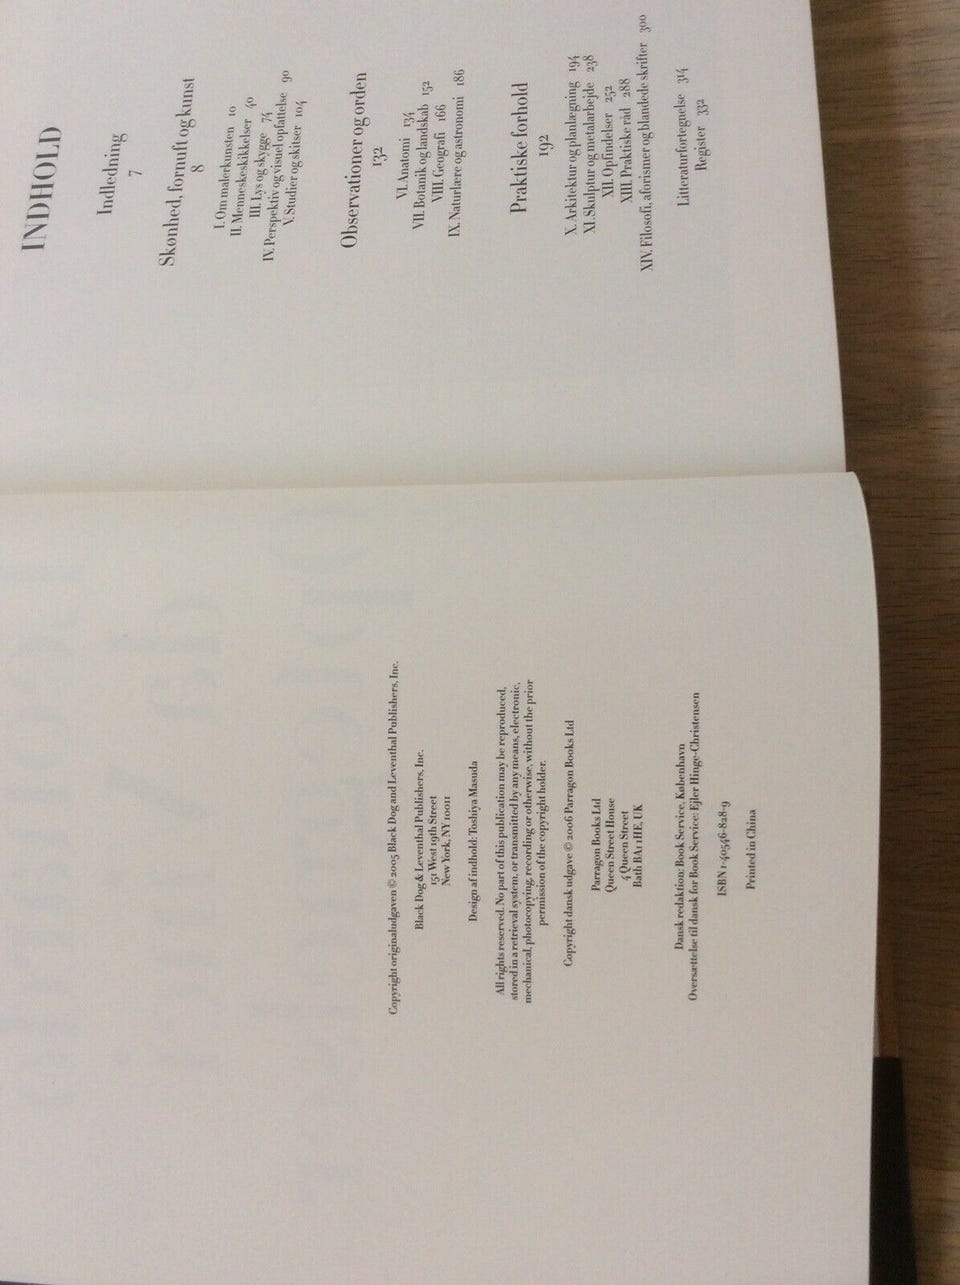 Copyright originaludgaven © 2005 Black Dog and Leventhal Publishers, Inc.
Black Dog & Leventhal Publishers, Inc.
151 West 19th Street
New York, NY 10011
Design af indhold: Toshiya Masuda
All rights reserved. No part of this publication may be reproduced,
stored in a retrieval system, or transmitted by any means, electronic,
mechanical, photocopying, recording or otherwise, without the prior
permission of the copyright holder.
Copyright dansk udgave © 2006 Parragon Books Ltd
Parragon Books Ltd
Queen Street House
4 Queen Street
Bath BA1 1HE, UK
Dansk redaktion: Book Service, København
Oversættelse til dansk for Book Service: Ejler Hinge-Christensen
ISBN 1-40546-828-9
Printed in China
INDHOLD
Indledning
7
Skønhed, fornuft og kunst
8
I. Om malerkunsten 10
II. Menneskeskikkelser 40
III. Lys og skygge 74
IV. Perspektiv og visuel opfattelse 90
V. Studier og skitser 104
Observationer og orden
132
VI. Anatomi 134
VII. Botanik og landskab 152
VIII. Geografi 166
IX. Naturlære og astronomi 186
Praktiske forhold
192
X. Arkitektur og planlægning 194
XI. Skulptur og metalarbejde 238
XII. Opfindelser 252
XIII. Praktiske råd 288
XIV. Filosofi, aforismer og blandede skrifter 300
Litteraturfortegnelse 314
Register 332